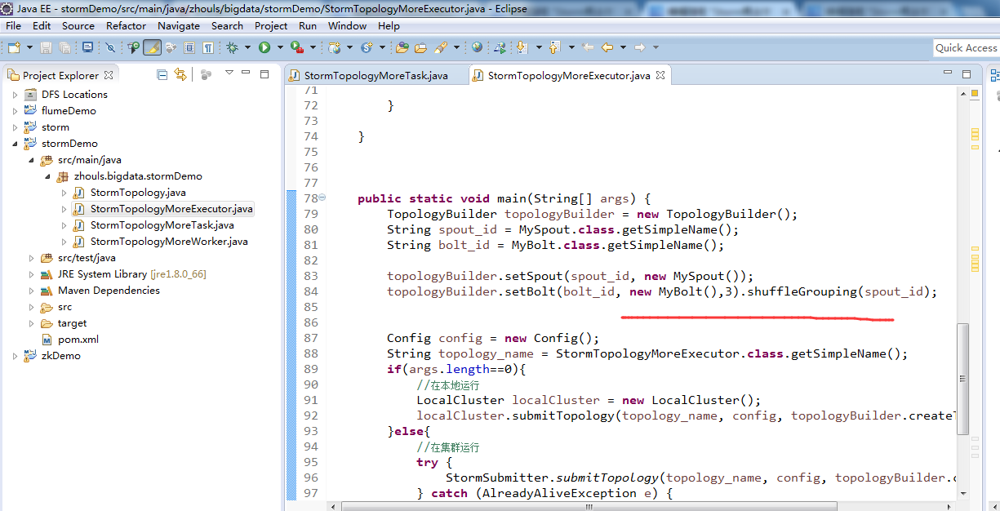 Java EE - stormDemo/src/main/java/zhouls/bigdata/stormDemo/StormTopologyMoreExecutor.java - Eclipse
File Edit Source Refactor Navigate Search Project Run Window Help
Quick Access
Project Explorer
DFS Locations
flumeDemo
storm
stormDemo
src/main/java
zhouls.bigdata.stormDemo
StormTopology.java
StormTopologyMoreExecutor.java
StormTopologyMoreTask.java
StormTopologyMoreWorker.java
src/test/java
JRE System Library [jre1.8.0_66]
Maven Dependencies
src
target
pom.xml
zkDemo
StormTopologyMoreTask.java StormTopologyMoreExecutor.java
71
72 }
73
74 }
75
76
77
78 public static void main(String[] args) {
79 TopologyBuilder topologyBuilder = new TopologyBuilder();
80 String spout_id = MySpout.class.getSimpleName();
81 String bolt_id = MyBolt.class.getSimpleName();
82
83 topologyBuilder.setSpout(spout_id, new MySpout());
84 topologyBuilder.setBolt(bolt_id, new MyBolt(),3).shuffleGrouping(spout_id);
85
86
87 Config config = new Config();
88 String topology_name = StormTopologyMoreExecutor.class.getSimpleName();
89 if(args.length==0){
90 //在本地运行
91 LocalCluster localCluster = new LocalCluster();
92 localCluster.submitTopology(topology_name, config, topologyBuilder.create
93 }else{
94 //在集群运行
95 try {
96 StormSubmitter.submitTopology(topology_name, config, topologyBuilder.
97 } catch (AlreadyAliveException e) {